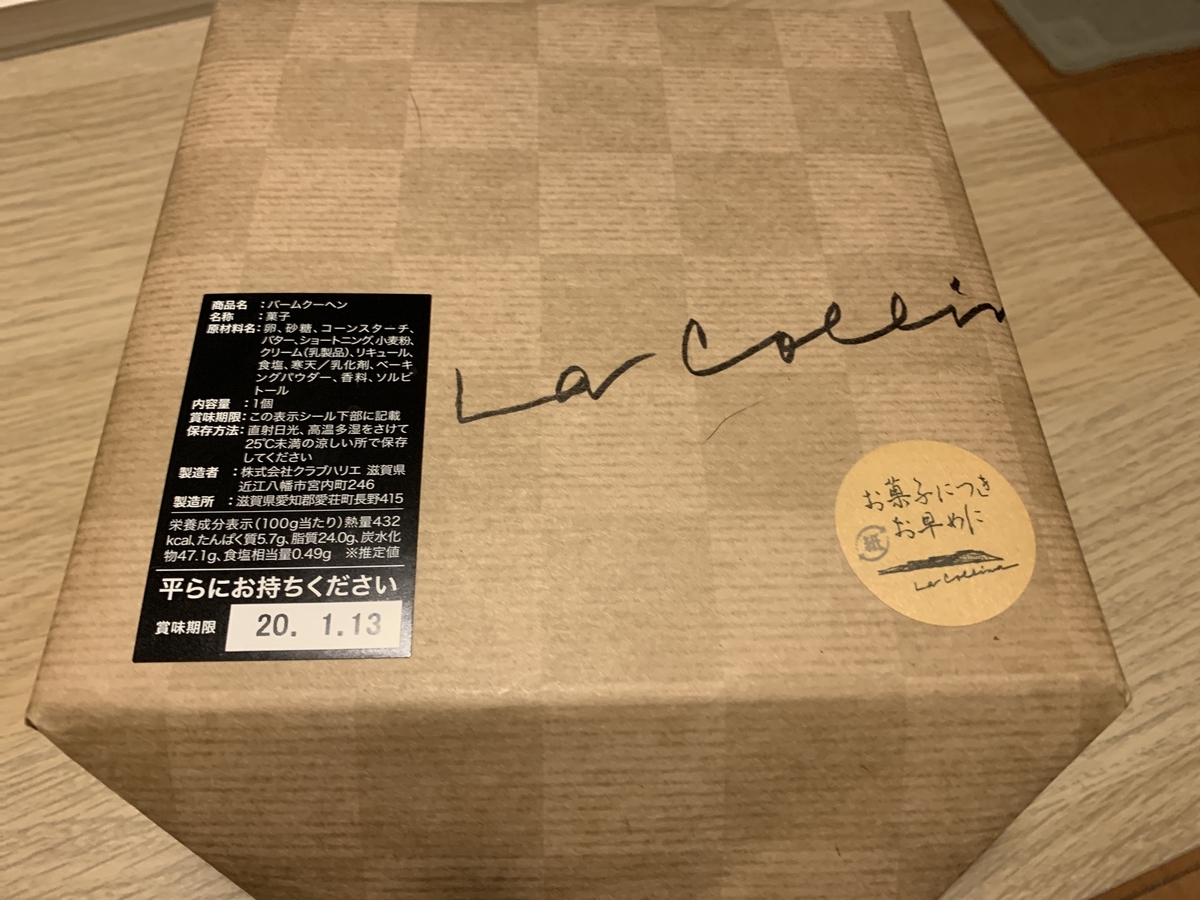 商品名 :バームクーヘン
名称 :菓子
原材料名:卵、砂糖、コーンスターチ、
バター、ショートニング、小麦粉、
クリーム(乳製品)、リキュール、
食塩、寒天/乳化剤、ベーキ
ングパウダー、香料、ソルビ
トール
内容量 :1個
賞味期限:この表示シール下部に記載
保存方法:直射日光、高温多湿をさけて
25℃未満の涼しい所で保存
してください
製造者 :株式会社クラブハリエ 滋賀県
近江八幡市宮内町246
製造所 :滋賀県愛知郡愛荘町長野415
栄養成分表示(100g当たり)熱量432
kcal、たんぱく質5.7g、脂質24.0g、炭水化
物47.1g、食塩相当量0.49g ※推定値
平らにお持ちください
賞味期限 20. 1.13
La Collin
お菓子につき
お早めに
紙
La Collina